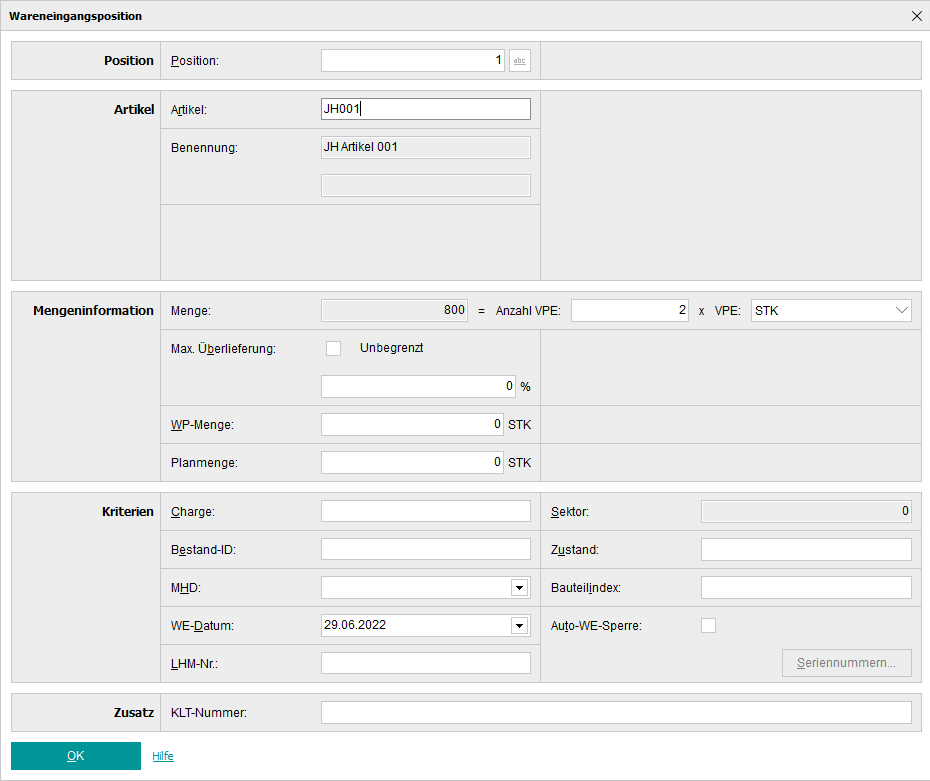 Wareneingangsposition
Position Position: 1 abc
Artikel Artikel: JH001
Benennung: JH Artikel 001
Mengeninformation Menge: 800 = Anzahl VPE: 2 x VPE: STK
Max. Überlieferung: Unbegrenzt
0 %
WP-Menge: 0 STK
Planmenge: 0 STK
Kriterien Charge: Sektor: 0
Bestand-ID: Zustand:
MHD: Bauteilindex:
WE-Datum: 29.06.2022 Auto-WE-Sperre:
LHM-Nr.: Seriennummern...
Zusatz KLT-Nummer:
OK Hilfe